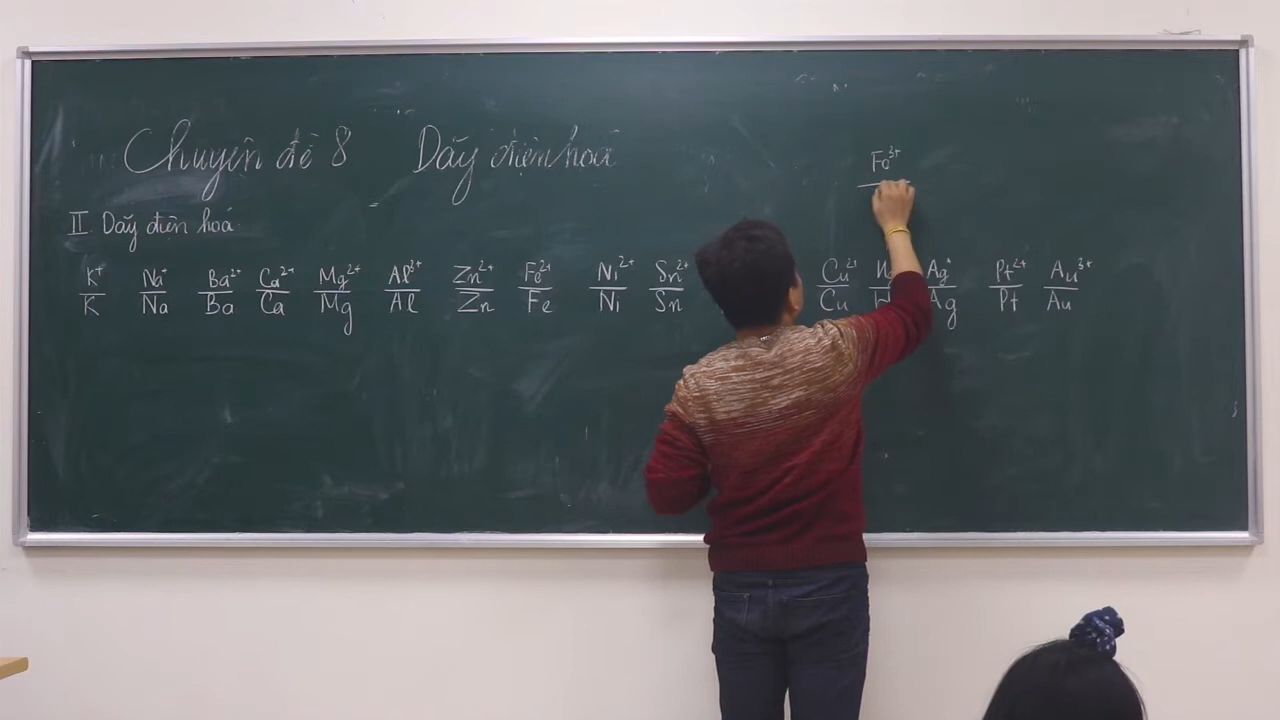 Chuyên đề 8 Dãy điện hoá
Fe³⁺
II Dãy điện hoá
K⁺ Na⁺ Ba²⁺ Ca²⁺ Mg²⁺ Al³⁺ Zn²⁺ Fe²⁺ Ni²⁺ Sn²⁺ Cu²⁺ Ag⁺ Pt²⁺ Au³⁺
K Na Ba Ca Mg Al Zn Fe Ni Sn Cu Ag Pt Au